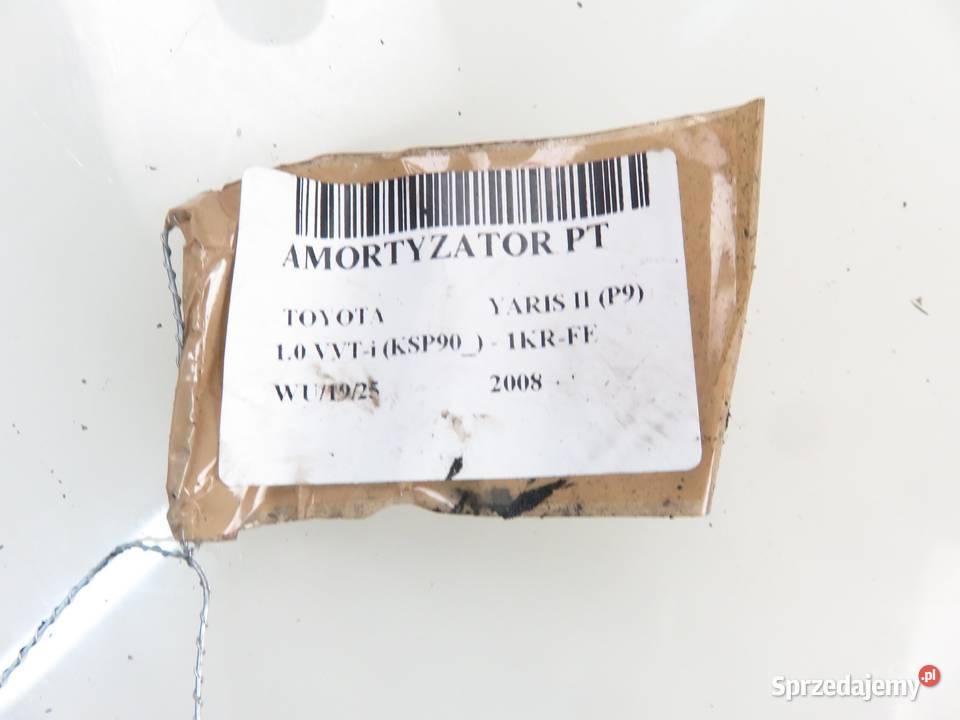 AMORTYZATOR PT
TOYOTA YARIS II (P9)
1.0 VVT-i (KSP90_) - 1KR-FE
WU/19/25 2008
Sprzedajemy.pl